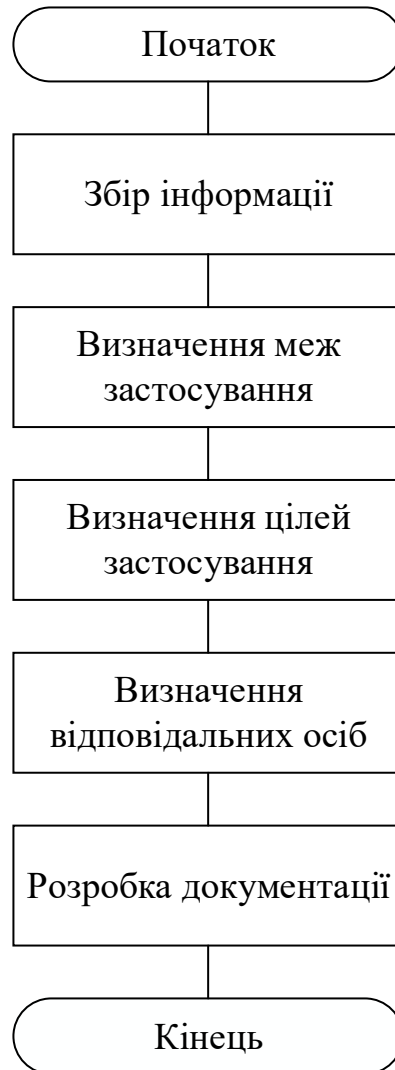 Початок
Збір інформації
Визначення меж
застосування
Визначення цілей
застосування
Визначення
відповідальних осіб
Розробка документації
Кінець